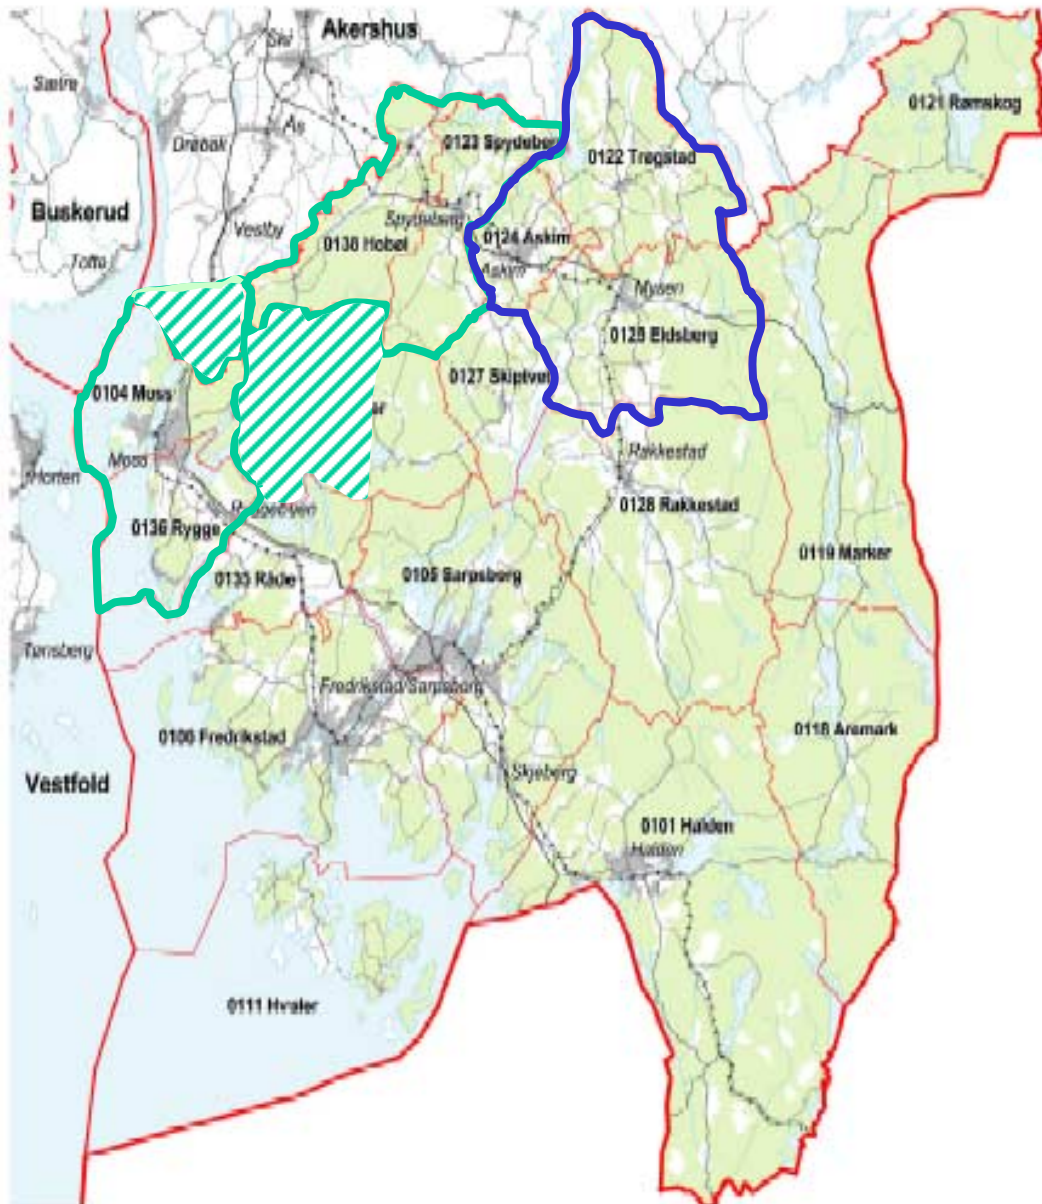 Akershus
Ski
Sætre
0121 Rømskog
Ås
Drøbak
0123 Spydeber
0122 Trøgstad
Buskerud
Spydeberg
Vestby
0138 Hobøl
0124 Askim
Tofte
Askim
Mysen
0125 Eidsberg
0127 Skiptvet
0104 Moss
Moss
Rakkestad
Horten
0128 Rakkestad
0136 Rygge
0119 Marker
0135 Råde
0105 Sarpsborg
Tønsberg
Fredrikstad/Sarpsborg
0106 Fredrikstad
0118 Aremark
Vestfold
Skjeberg
0101 Halden
Halden
0111 Hvaler